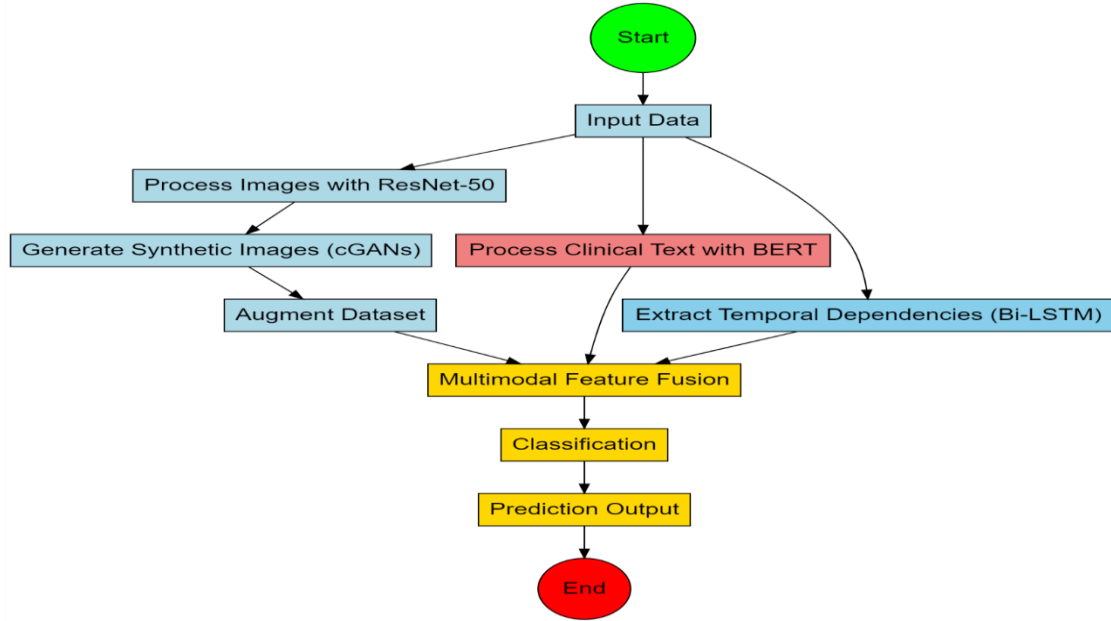 Start
Input Data
Process Images with ResNet-50
Generate Synthetic Images (cGANs)
Process Clinical Text with BERT
Augment Dataset
Extract Temporal Dependencies (Bi-LSTM)
Multimodal Feature Fusion
Classification
Prediction Output
End